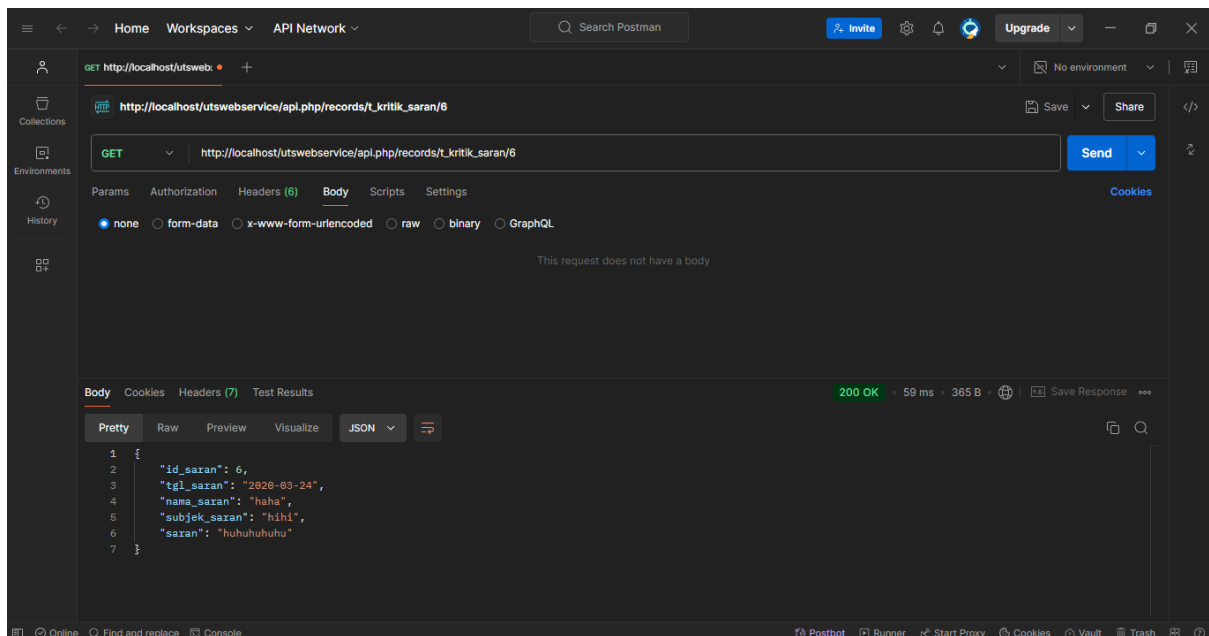 Home Workspaces API Network Search Postman Invite Upgrade
GET http://localhost/utsweb: No environment
HTTP http://localhost/utswebservice/api.php/records/t_kritik_saran/6 Save Share
Collections
GET http://localhost/utswebservice/api.php/records/t_kritik_saran/6 Send
Environments
Params Authorization Headers (6) Body Scripts Settings Cookies
History
none form-data x-www-form-urlencoded raw binary GraphQL
This request does not have a body
Body Cookies Headers (7) Test Results 200 OK 59 ms 365 B Save Response
Pretty Raw Preview Visualize JSON
1 {
2 "id_saran": 6,
3 "tgl_saran": "2020-03-24",
4 "nama_saran": "haha",
5 "subjek_saran": "hihi",
6 "saran": "huhuhuhuhu"
7 }
Online Find and replace Console Postbot Runner Start Proxy Cookies Vault Trash